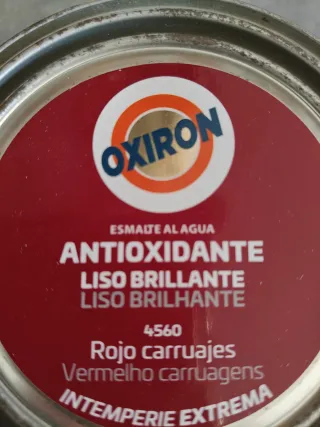 OXIRON
ESMALTE AL AGUA
ANTIOXIDANTE
LISO BRILLANTE
LISO BRILHANTE
4560
Rojo carruajes
Vermelho carruagens
INTEMPERIE EXTREMA